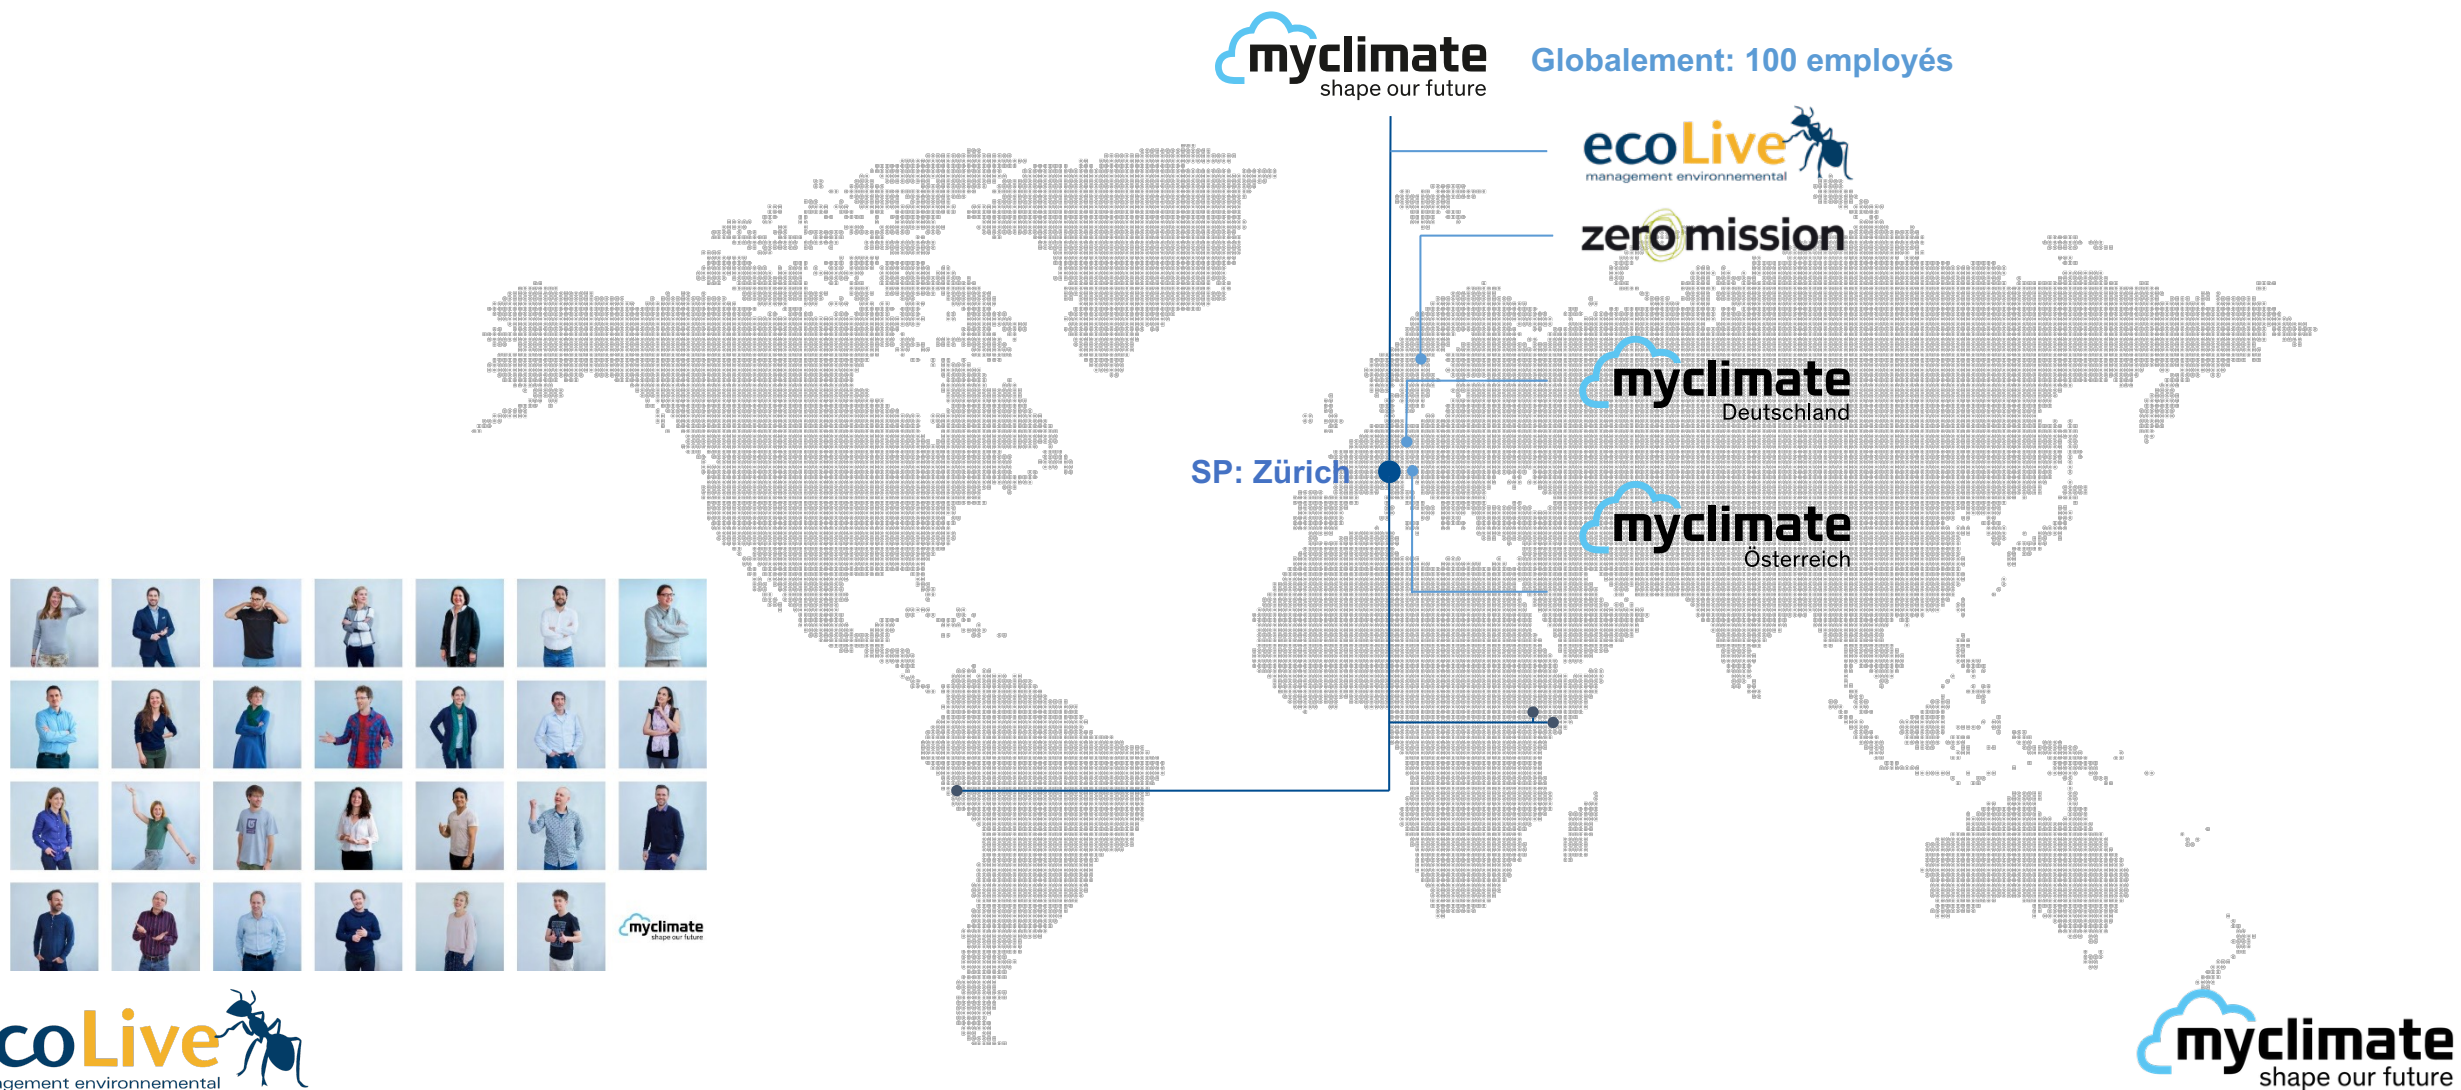 myclimate
shape our future
Globalement: 100 employés
ecoLive
management environnemental
zeromission
myclimate
Deutschland
SP: Zürich
myclimate
Österreich
myclimate
shape our future
coLive
agement environnemental
myclimate
shape our future